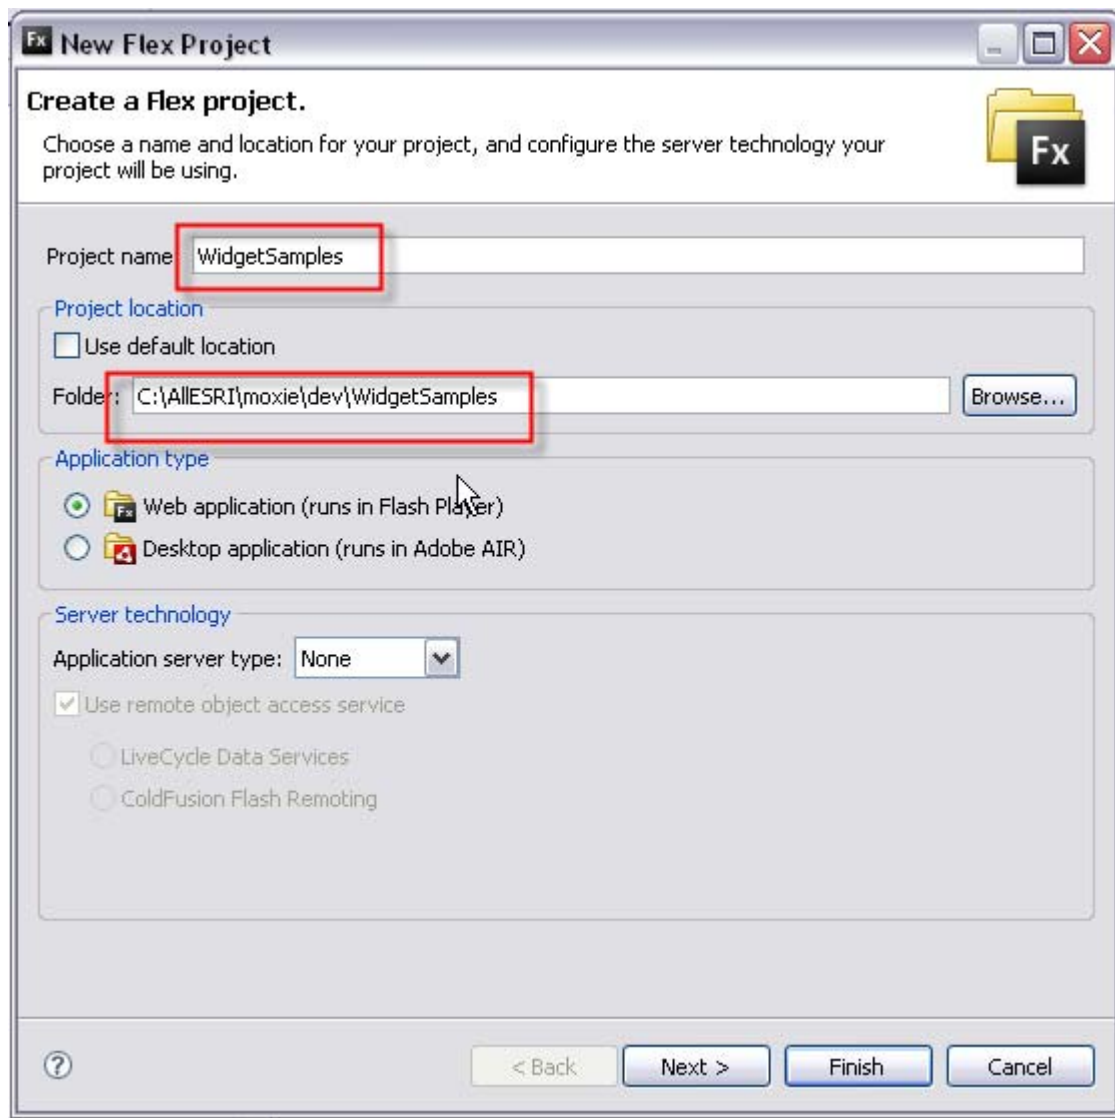 Fx New Flex Project
Create a Flex project.
Choose a name and location for your project, and configure the server technology your
project will be using.
Fx
Project name
WidgetSamples
Project location
Use default location
Folder: C:\AllESRI\moxie\dev\WidgetSamples
Browse...
Application type
Fx Web application (runs in Flash Player)
Desktop application (runs in Adobe AIR)
Server technology
Application server type: None
Use remote object access service
LiveCycle Data Services
ColdFusion Flash Remoting
?
< Back
Next >
Finish
Cancel